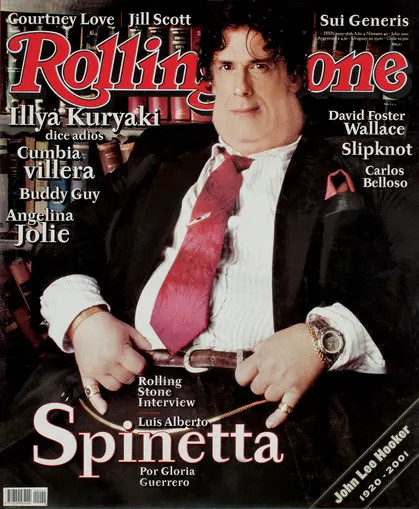 Courtney Love | Jill Scott | Sui Generis
Rolling Stone
Illya Kuryaki
dice adiós
Cumbia
villera
Buddy Guy
Angelina
Jolie
David Foster
Wallace
Slipknot
Carlos
Belloso
Rolling
Stone
Interview
Luis Alberto
Spinetta
Por Gloria
Guerrero
John Lee Hooker
1920 - 2001